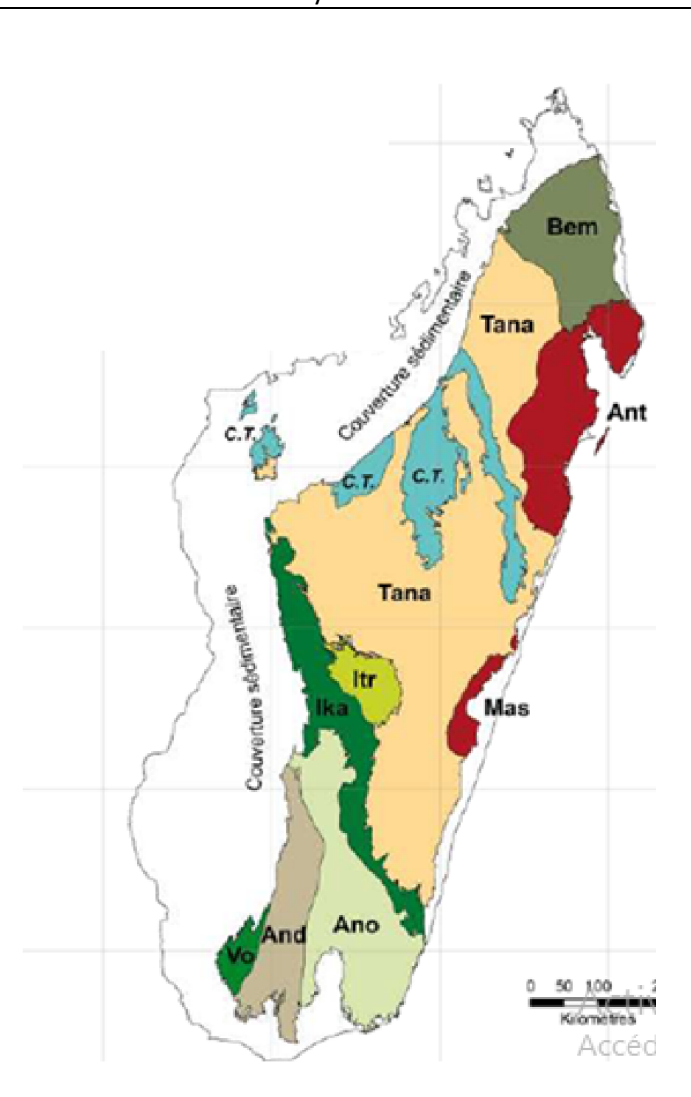 Bem
Tana
Couverture sédimentaire
Ant
C.T.
C.T.
C.T.
Tana
Couverture sédimentaire
Itr
Ika
Mas
Ano
And
Vo
0 50 100
Kilomètres
Accéd